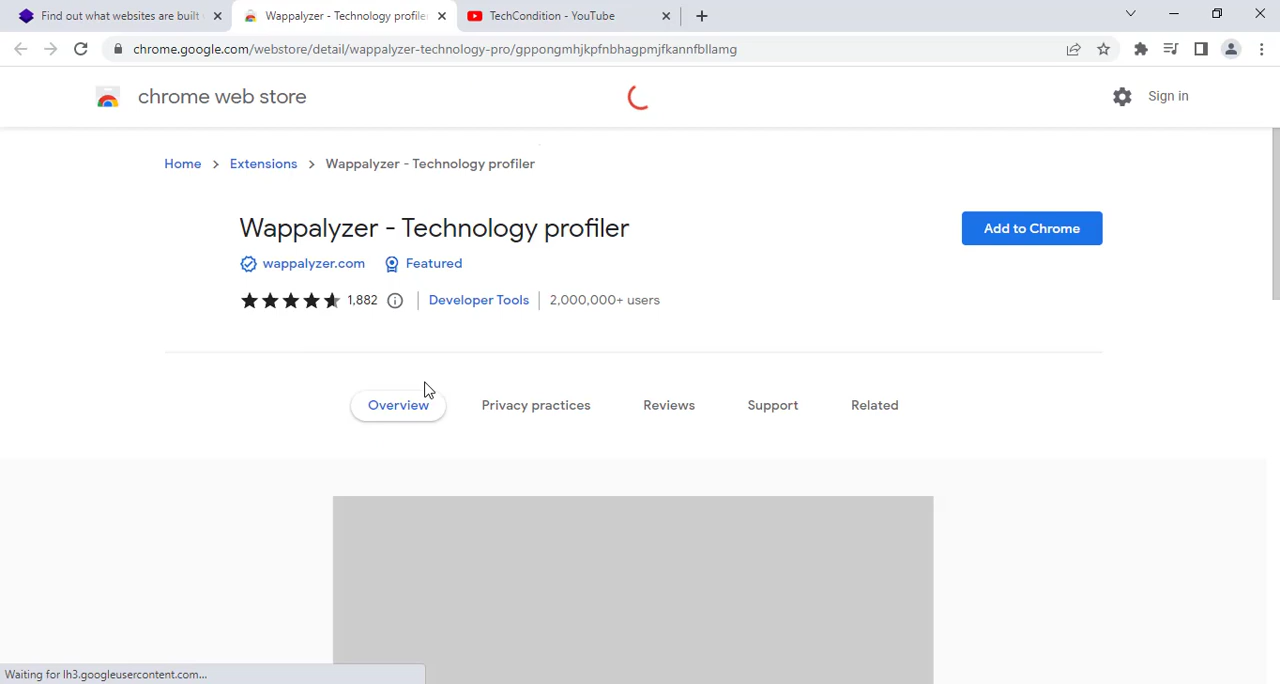 Find out what websites are built
Wappalyzer - Technology profile
TechCondition - YouTube
chrome.google.com/webstore/detail/wappalyzer-technology-pro/gppongmhjkpfnbhagpmjfkannfbllamg
chrome web store
Sign in
Home > Extensions > Wappalyzer - Technology profiler
Wappalyzer - Technology profiler
Add to Chrome
wappalyzer.com Featured
1,882 Developer Tools 2,000,000+ users
Overview Privacy practices Reviews Support Related
Waiting for lh3.googleusercontent.com...